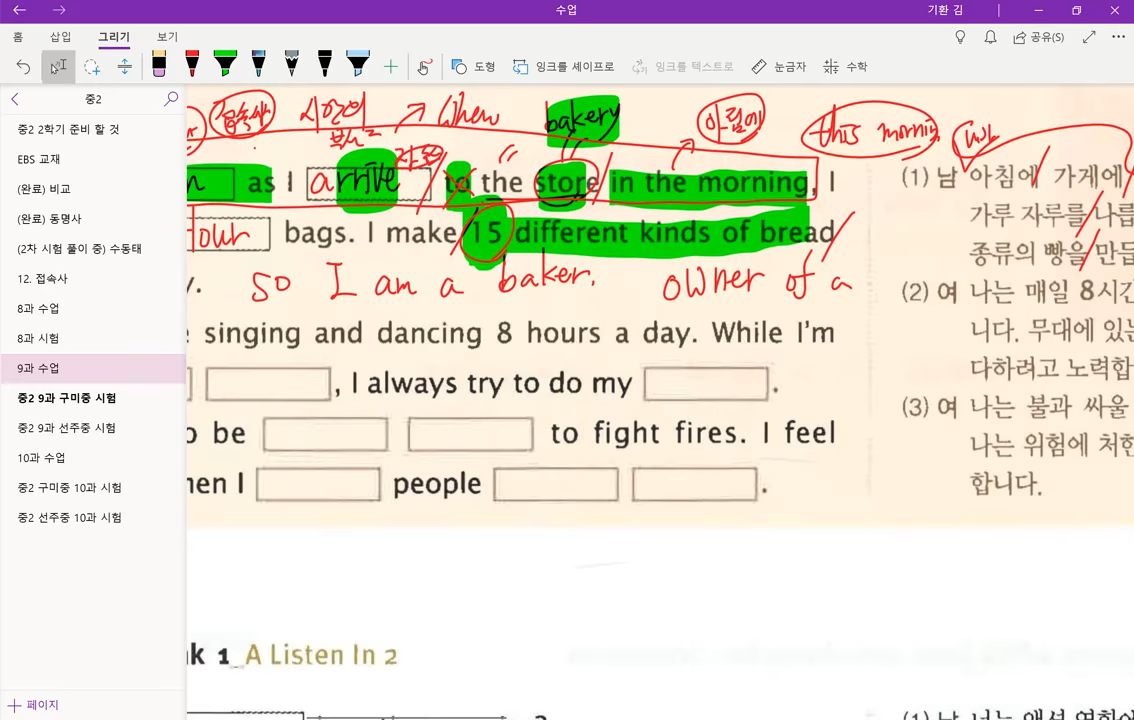 수업
기환 김
홈 삽입 그리기 보기
공유(S)
도형 잉크를 셰이프로 잉크를 텍스트로 눈금자 수학
중2
중2 2학기 준비 할 것
EBS 교재
(완료) 비교
(완료) 동명사
(2차 시험 풀이 중) 수동태
12. 접속사
8과 수업
8과 시험
9과 수업
중2 9과 구미중 시험
중2 9과 선주중 시험
10과 수업
중2 구미중 10과 시험
중2 선주중 10과 시험
페이지
접속사 시간의 부사절 when bakery 아침에 this morning
as I arrive to the store in the morning, I
flour bags. I make 15 different kinds of bread
y. so I am a baker. owner of a
singing and dancing 8 hours a day. While I'm
, I always try to do my .
o be to fight fires. I feel
hen I people .
nk 1_A Listen In 2
(1) 남 아침에 가게에
가루 자루를 나릅
종류의 빵을 만듭
(2) 여 나는 매일 8시간
니다. 무대에 있는
다하려고 노력합
(3) 여 나는 불과 싸울
나는 위험에 처한
합니다.